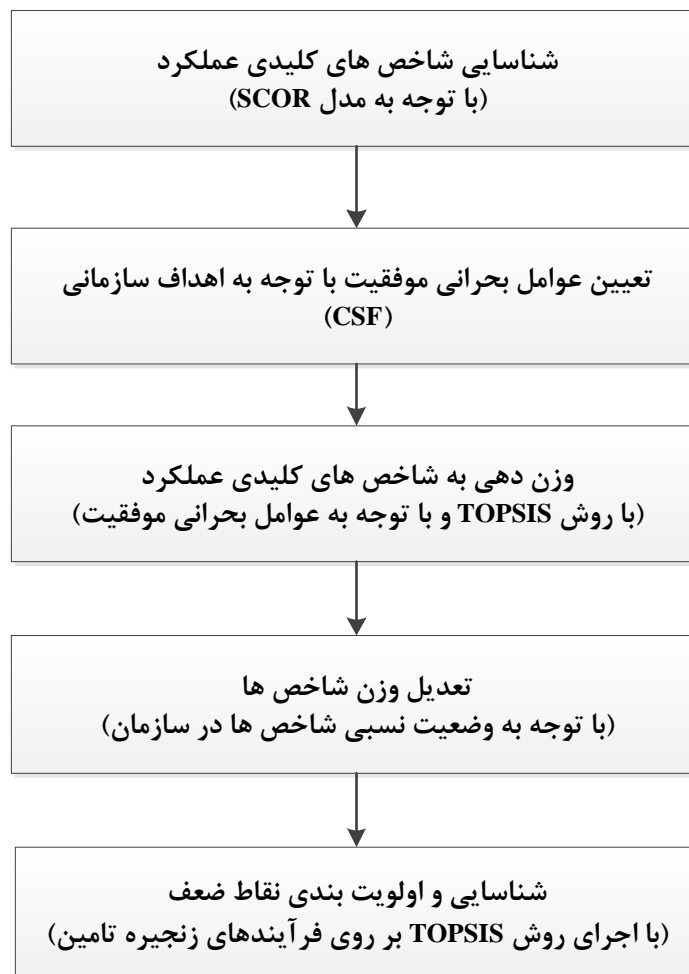 شناسایی شاخص های کلیدی عملکرد
(با توجه به مدل SCOR)
تعیین عوامل بحرانی موفقیت با توجه به اهداف سازمانی
(CSF)
وزن دهی به شاخص های کلیدی عملکرد
(با روش TOPSIS و با توجه به عوامل بحرانی موفقیت)
تعدیل وزن شاخص ها
(با توجه به وضعیت نسبی شاخص ها در سازمان)
شناسایی و اولویت بندی نقاط ضعف
(با اجرای روش TOPSIS بر روی فرآیندهای زنجیره تامین)